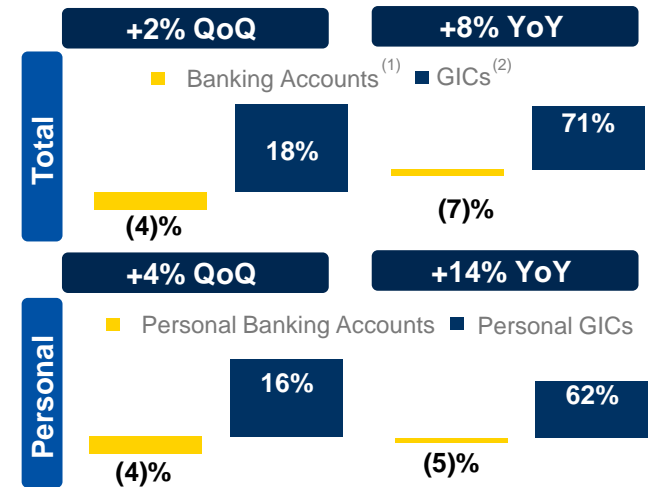 +2% QoQ
+8% YoY
Total
Banking Accounts(1) GICs(2)
18%
71%
(4)%
(7)%
+4% QoQ
+14% YoY
Personal
Personal Banking Accounts Personal GICs
16%
62%
(4)%
(5)%